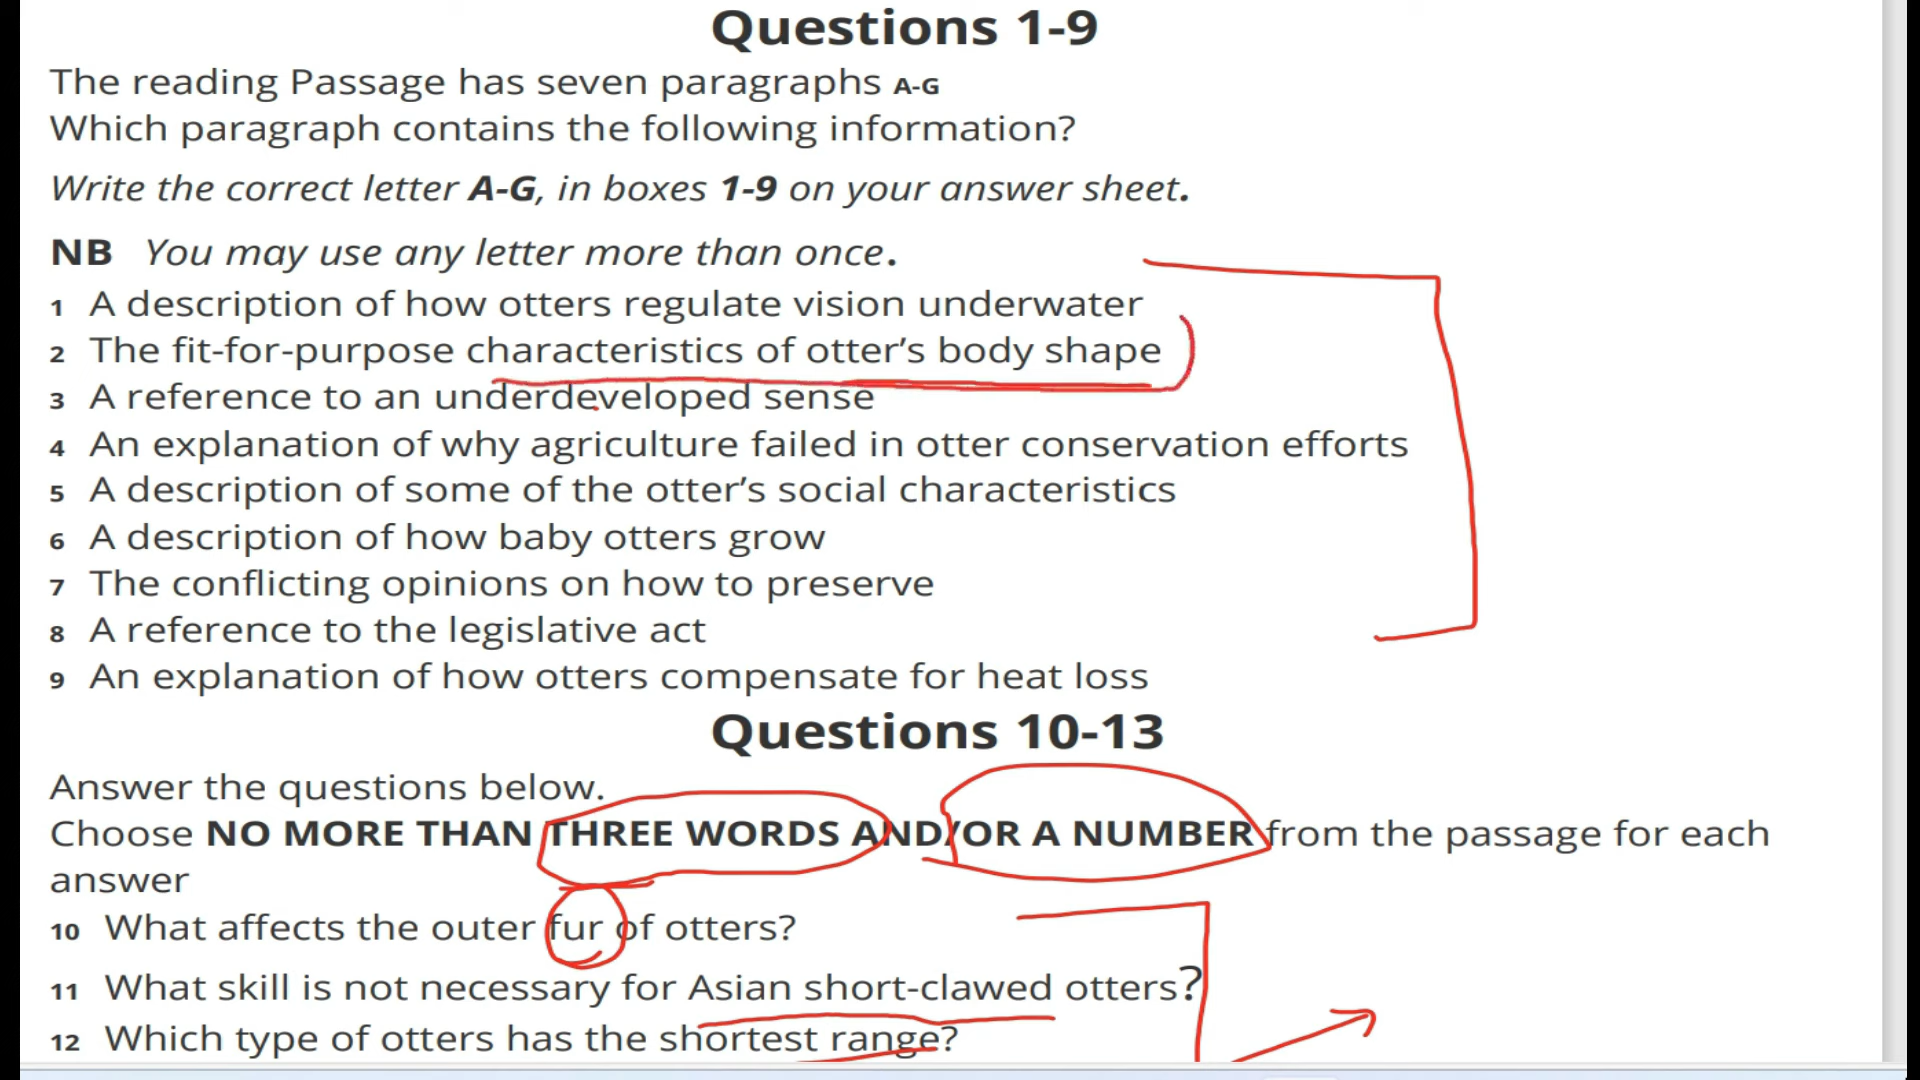 Questions 1-9
The reading Passage has seven paragraphs A-G
Which paragraph contains the following information?
Write the correct letter A-G, in boxes 1-9 on your answer sheet.
NB You may use any letter more than once.
1 A description of how otters regulate vision underwater
2 The fit-for-purpose characteristics of otter's body shape
3 A reference to an underdeveloped sense
4 An explanation of why agriculture failed in otter conservation efforts
5 A description of some of the otter's social characteristics
6 A description of how baby otters grow
7 The conflicting opinions on how to preserve
8 A reference to the legislative act
9 An explanation of how otters compensate for heat loss
Questions 10-13
Answer the questions below.
Choose NO MORE THAN THREE WORDS AND/OR A NUMBER from the passage for each
answer
10 What affects the outer fur of otters?
11 What skill is not necessary for Asian short-clawed otters?
12 Which type of otters has the shortest range?